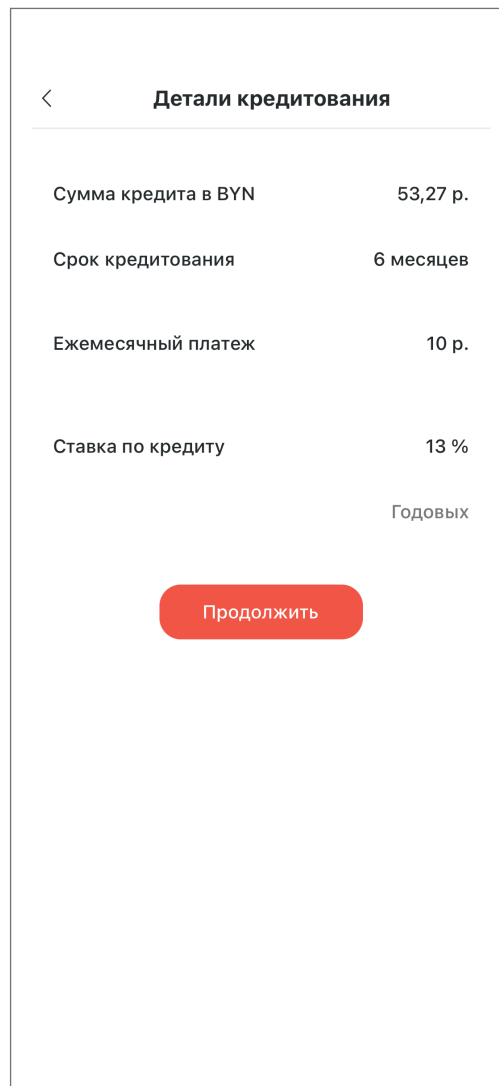 Детали кредитования
Сумма кредита в BYN 53,27 р.
Срок кредитования 6 месяцев
Ежемесячный платеж 10 р.
Ставка по кредиту 13 %
Годовых
Продолжить